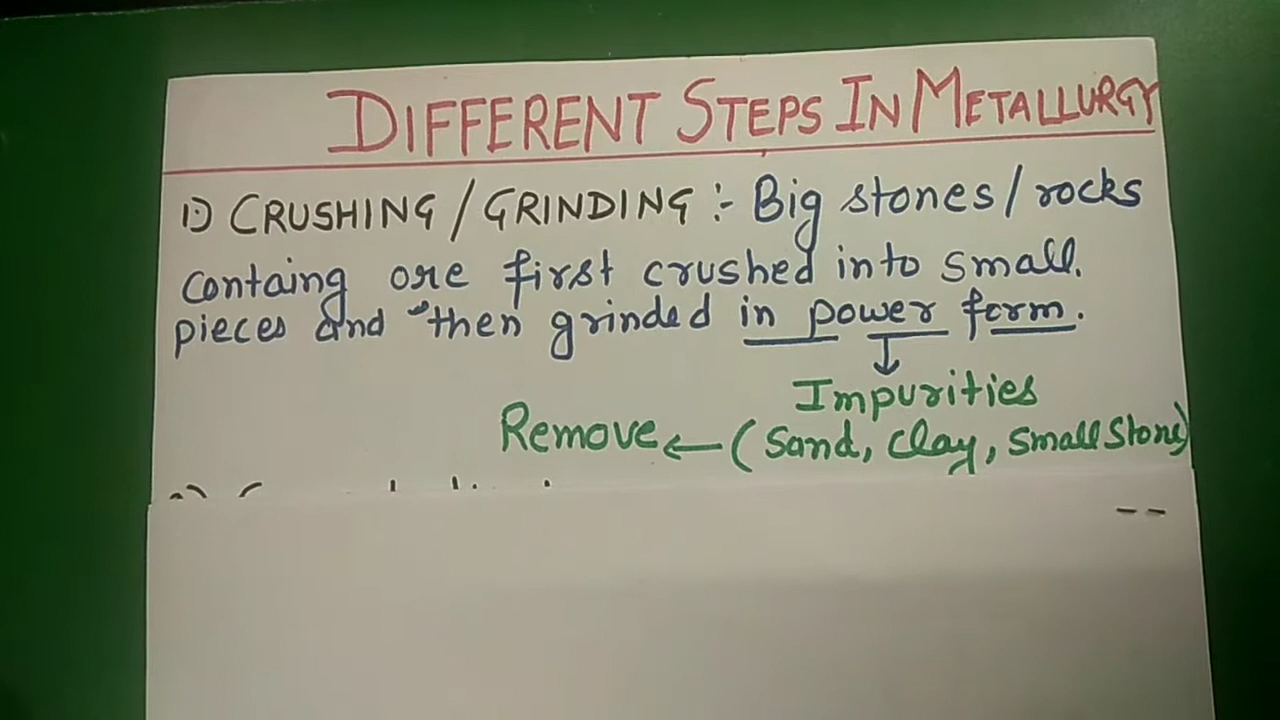 DIFFERENT STEPS IN METALLURGY
1.) CRUSHING / GRINDING :- Big stones / rocks
containg ore first crushed into small.
pieces and then grinded in power form.
Impurities
Remove ← ( Sand, Clay, Small Stone)